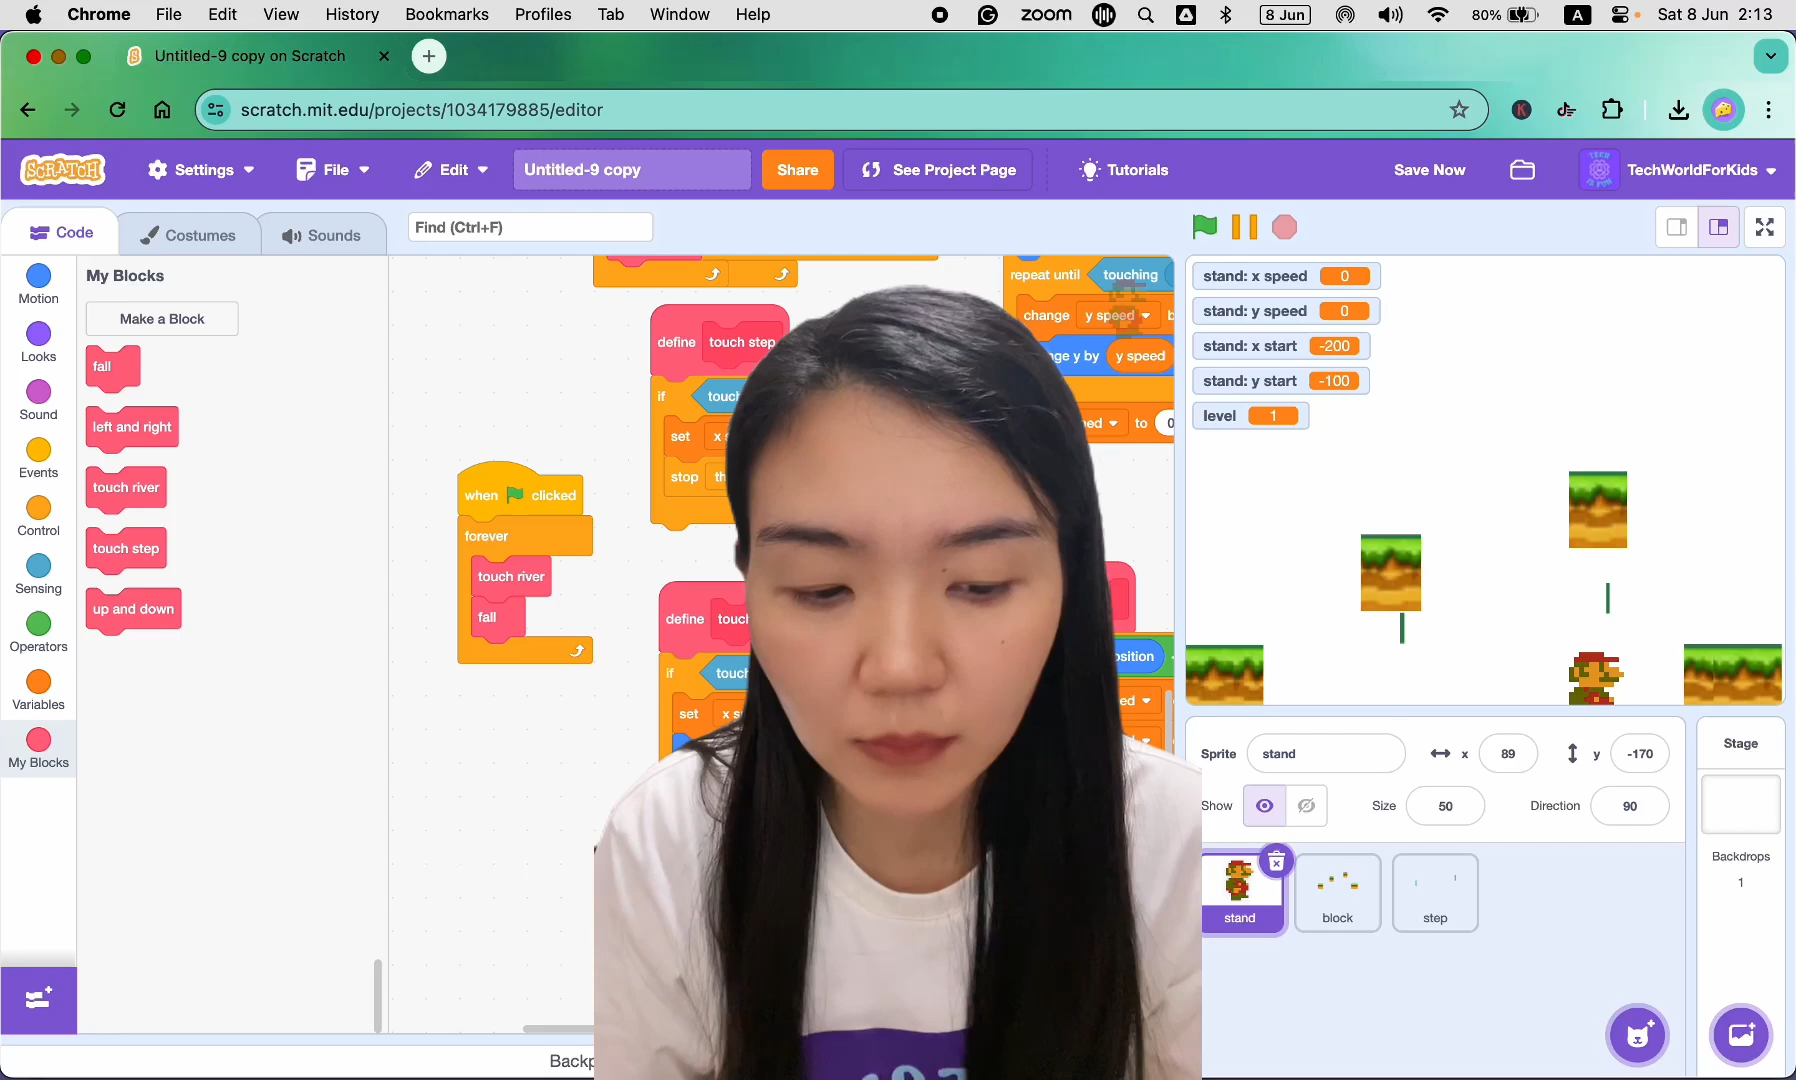 Chrome File Edit View History Bookmarks Profiles Tab Window Help zoom 8 Jun 80% A Sat 8 Jun 2:13
Untitled-9 copy on Scratch
scratch.mit.edu/projects/1034179885/editor
SCRATCH Settings File Edit Untitled-9 copy Share See Project Page Tutorials Save Now TechWorldForKids
Code Costumes Sounds Find (Ctrl+F)
Motion
Looks
Sound
Events
Control
Sensing
Operators
Variables
My Blocks
My Blocks
Make a Block
fall
left and right
touch river
touch step
up and down
when clicked
forever
touch river
fall
define touch step
if
set
stop
define
if
set
repeat until touching
change y speed
y by y speed
to 0
stand: x speed 0
stand: y speed 0
stand: x start -200
stand: y start -100
level 1
Sprite stand x 89 y -170
Show Size 50 Direction 90
stand block step
Stage
Backdrops
1